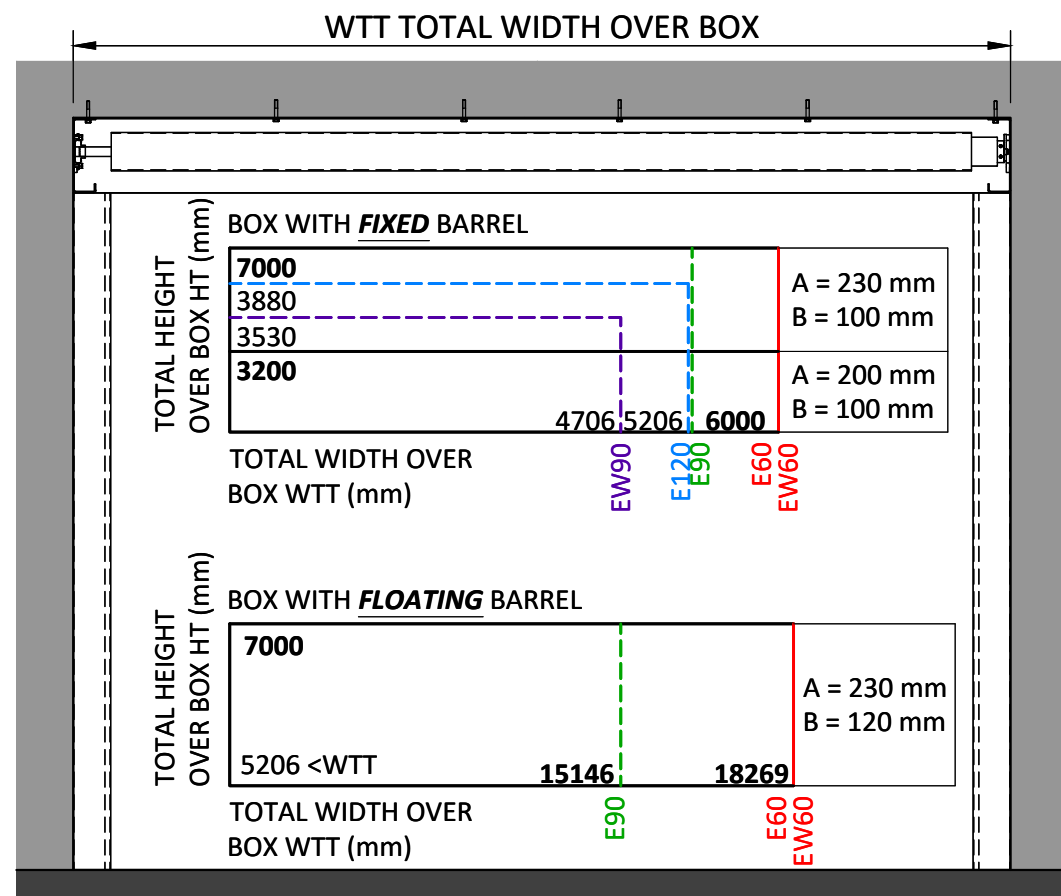 WTT TOTAL WIDTH OVER BOX
BOX WITH FIXED BARREL
TOTAL HEIGHT
OVER BOX HT (mm)
7000
3880
3530
3200
A = 230 mm
B = 100 mm
A = 200 mm
B = 100 mm
4706 5206 6000
EW90
E120
E90
E60
EW60
TOTAL WIDTH OVER
BOX WTT (mm)
BOX WITH FLOATING BARREL
TOTAL HEIGHT
OVER BOX HT (mm)
7000
A = 230 mm
B = 120 mm
5206 <WTT
15146
18269
E90
E60
EW60
TOTAL WIDTH OVER
BOX WTT (mm)